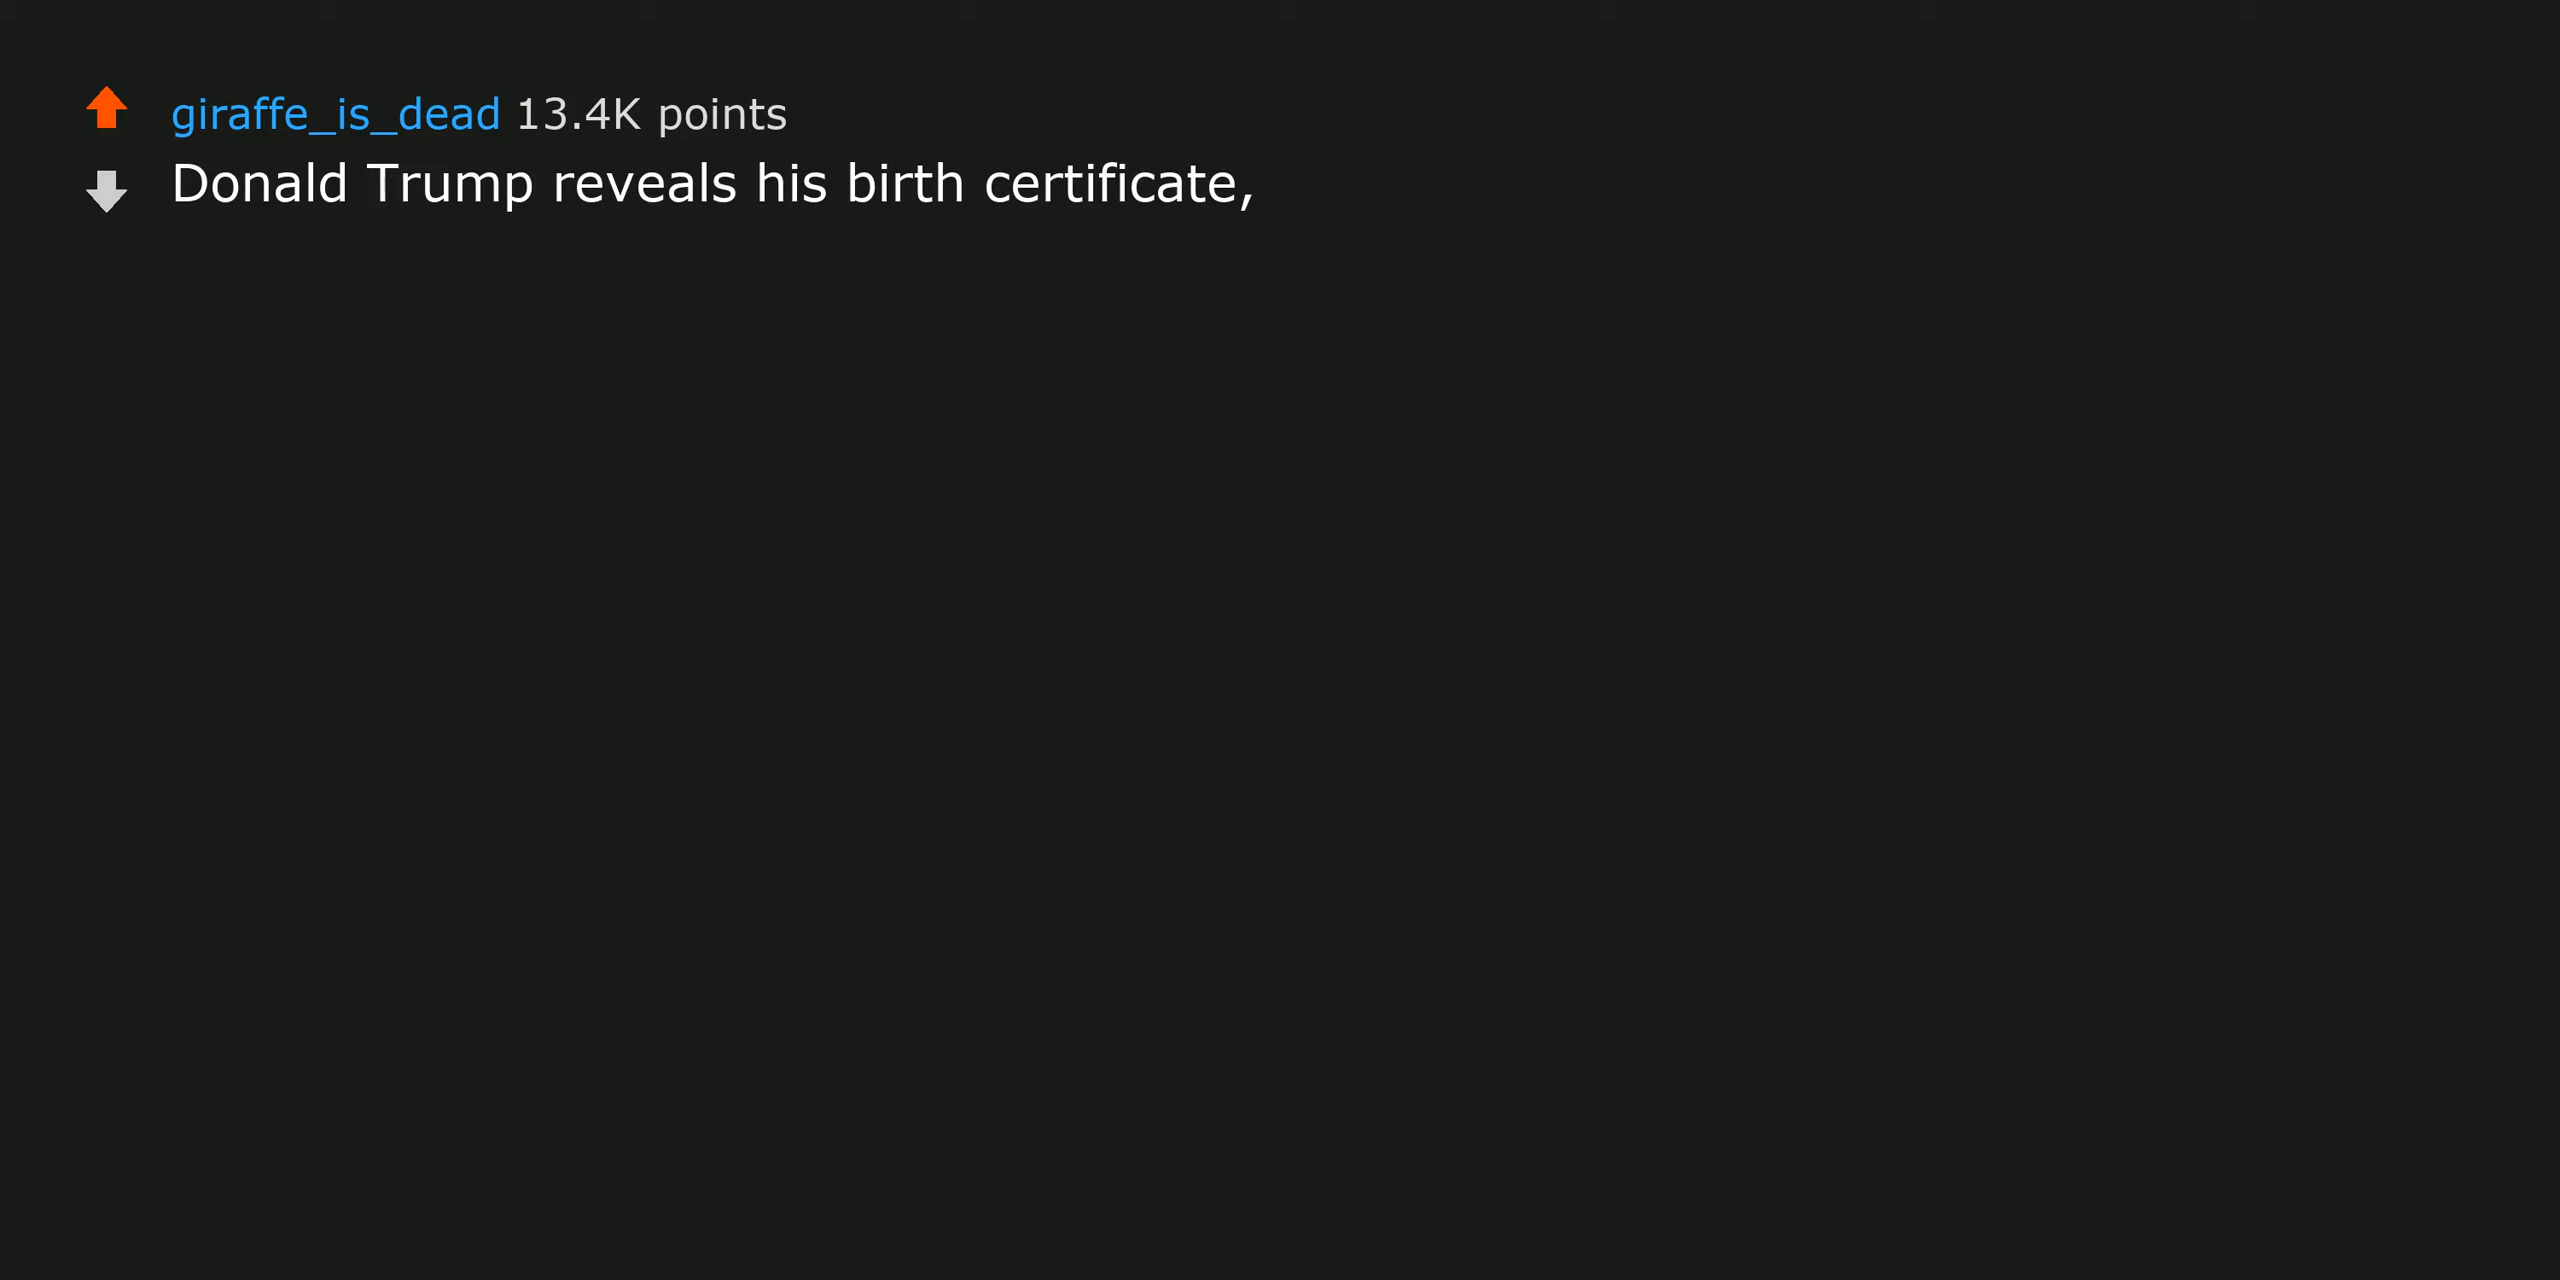 giraffe_is_dead 13.4K points
Donald Trump reveals his birth certificate,